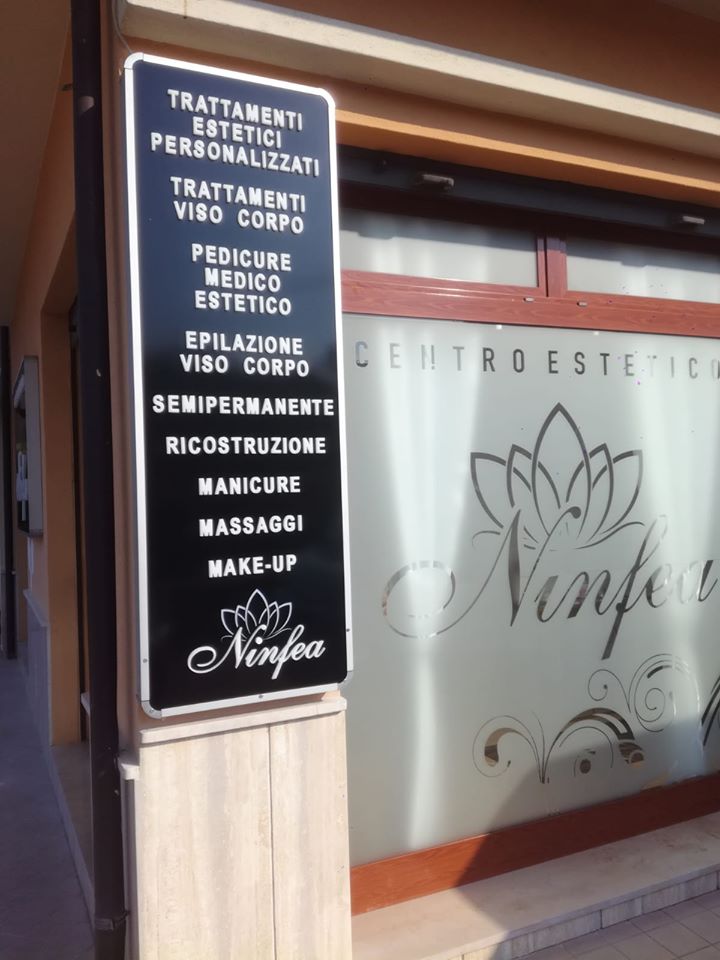 TRATTAMENTI
ESTETICI
PERSONALIZZATI
TRATTAMENTI
VISO CORPO
PEDICURE
MEDICO
ESTETICO
EPILAZIONE
VISO CORPO
SEMIPERMANENTE
RICOSTRUZIONE
MANICURE
MASSAGGI
MAKE-UP
Ninfea
CENTRO ESTETICO
Ninfea